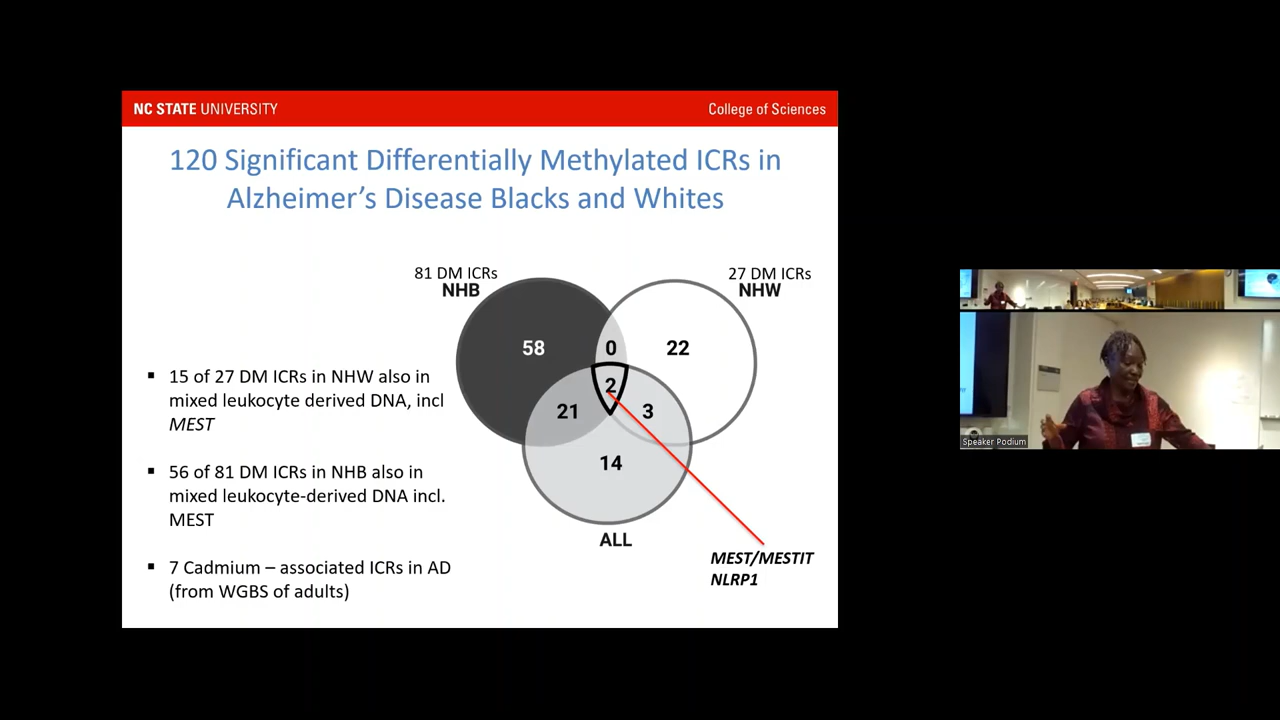 NC STATE UNIVERSITY
College of Sciences
120 Significant Differentially Methylated ICRs in
Alzheimer's Disease Blacks and Whites
81 DM ICRs
NHB
27 DM ICRs
NHW
58
0
22
2
21
3
14
ALL
MEST/MESTIT
NLRP1
▪ 15 of 27 DM ICRs in NHW also in
mixed leukocyte derived DNA, incl
MEST
▪ 56 of 81 DM ICRs in NHB also in
mixed leukocyte-derived DNA incl.
MEST
▪ 7 Cadmium – associated ICRs in AD
(from WGBS of adults)
Speaker Podium